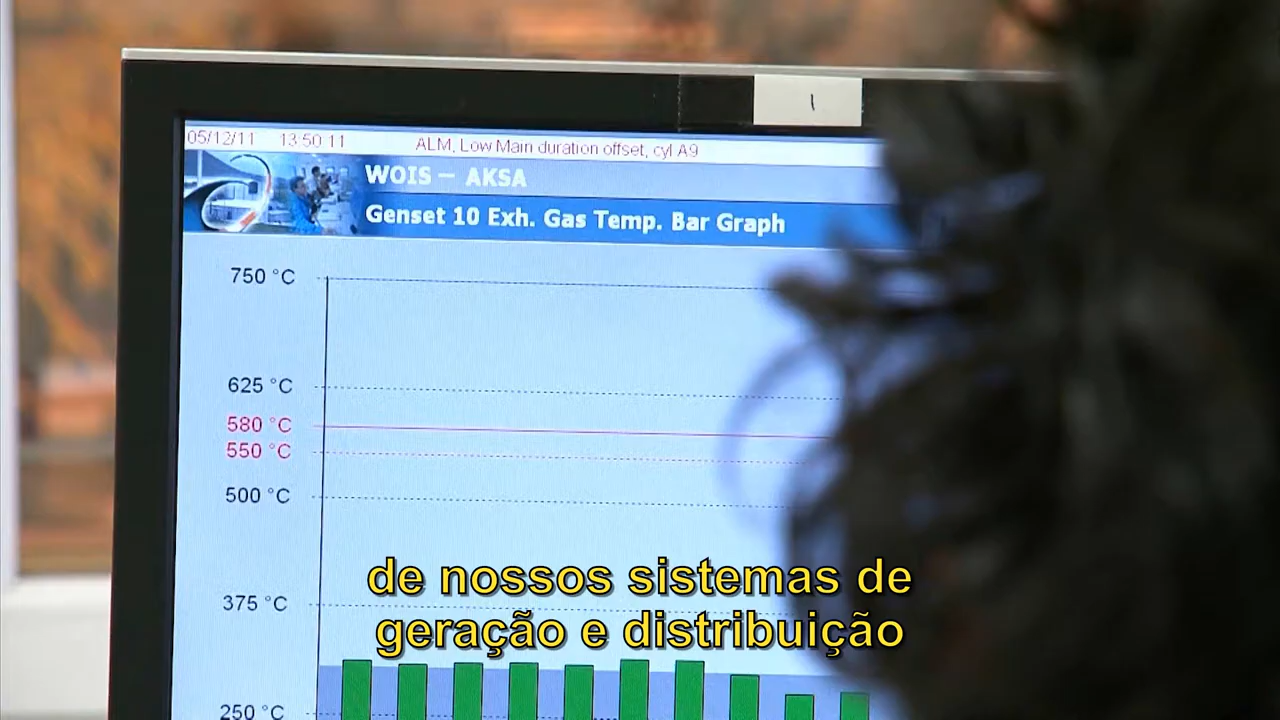 05/12/11 13:50 11 ALM, Low Main duration offset, cyl A9
WOIS – AKSA
Genset 10 Exh. Gas Temp. Bar Graph
750 °C
625 °C
580 °C
550 °C
500 °C
375 °C
250 °C
1
de nossos sistemas de
geração e distribuição